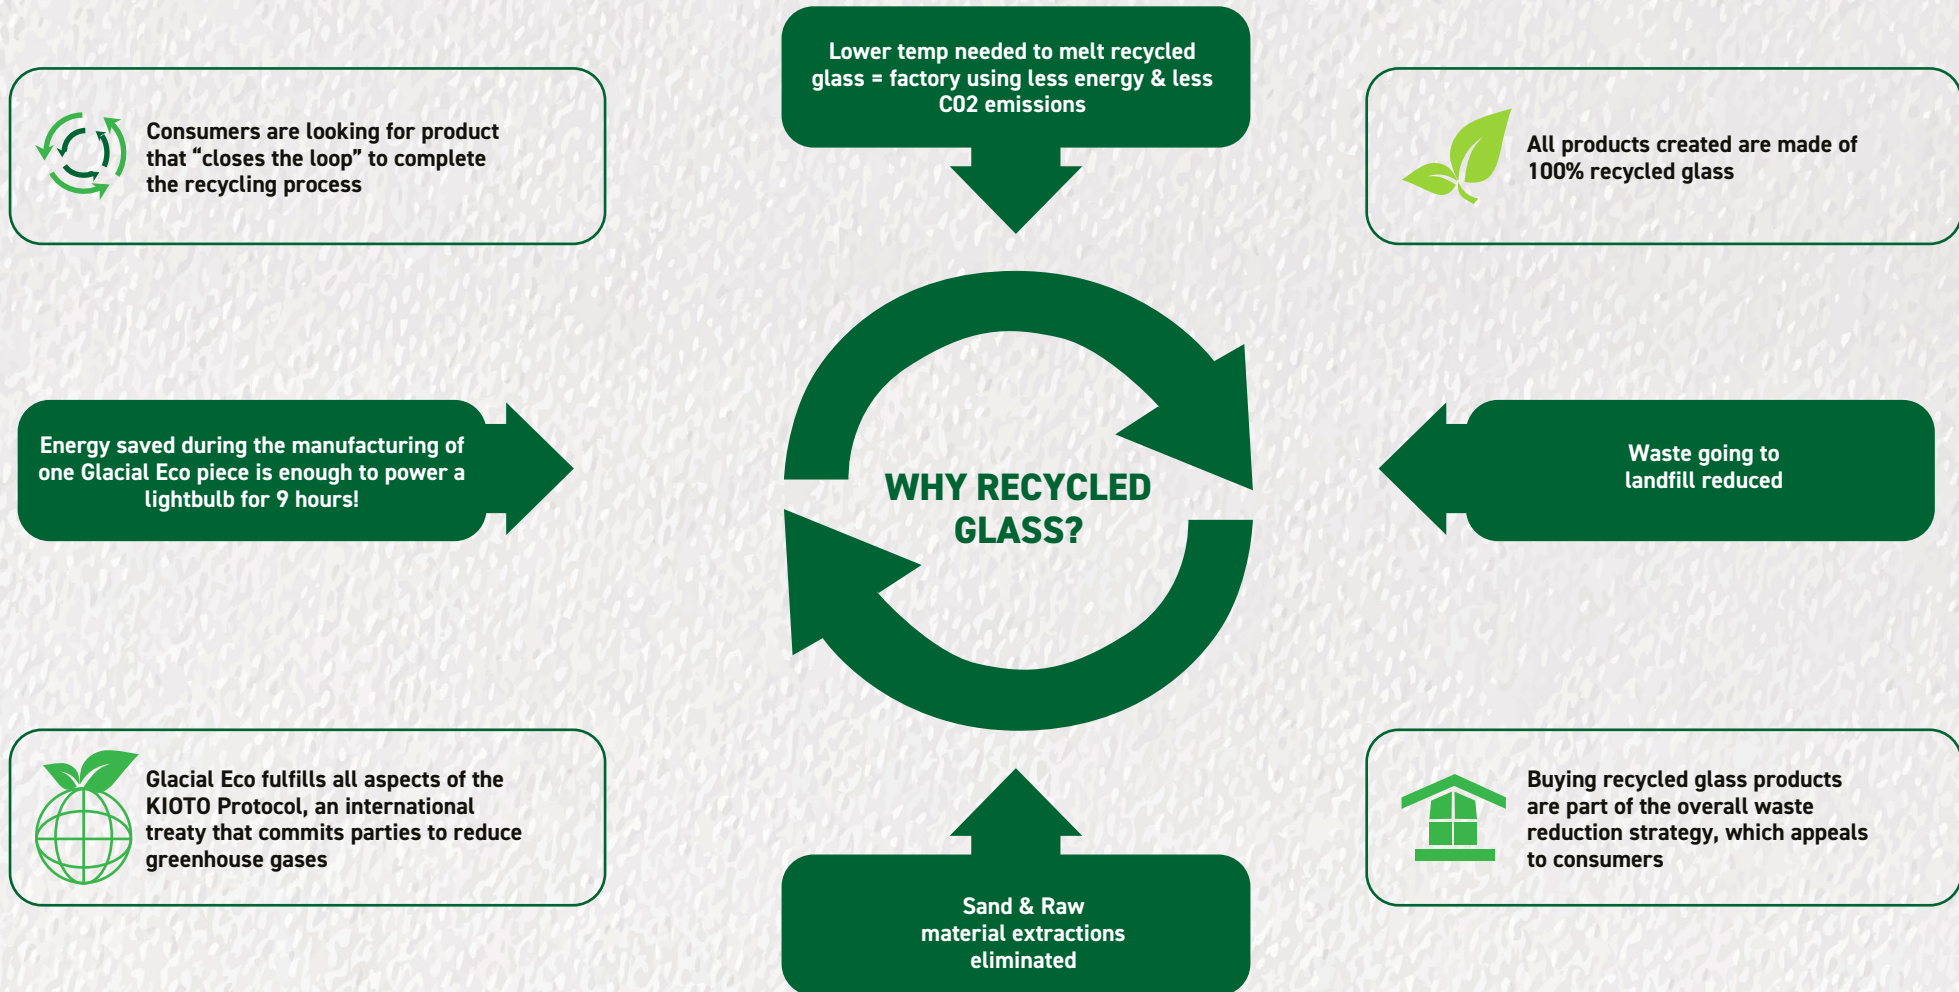 Lower temp needed to melt recycled
glass = factory using less energy & less
CO2 emissions
Consumers are looking for product
that “closes the loop” to complete
the recycling process
All products created are made of
100% recycled glass
Energy saved during the manufacturing of
one Glacial Eco piece is enough to power a
lightbulb for 9 hours!
WHY RECYCLED
GLASS?
Waste going to
landfill reduced
Glacial Eco fulfills all aspects of the
KIOTO Protocol, an international
treaty that commits parties to reduce
greenhouse gases
Buying recycled glass products
are part of the overall waste
reduction strategy, which appeals
to consumers
Sand & Raw
material extractions
eliminated